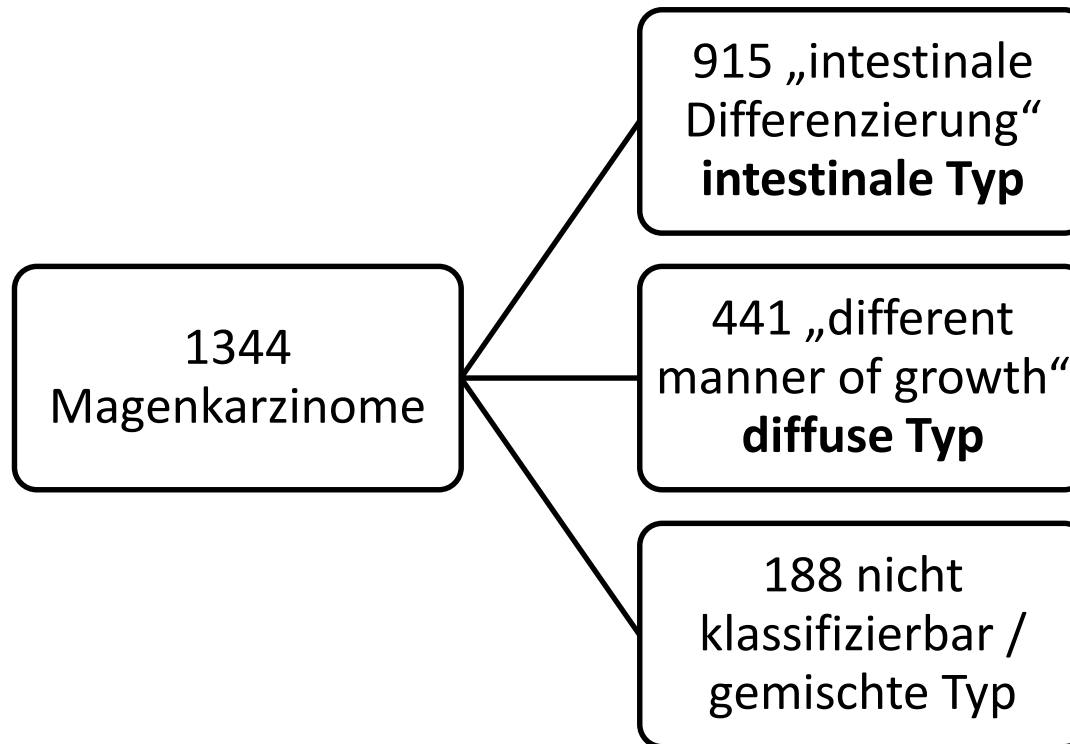 1344
Magenkarzinome
915 „intestinale
Differenzierung“
intestinale Typ
441 „different
manner of growth“
diffuse Typ
188 nicht
klassifizierbar /
gemischte Typ